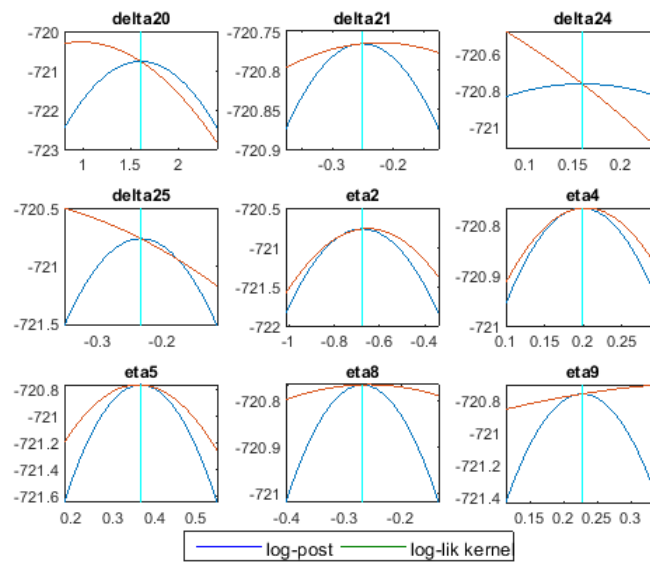 delta20 delta21 delta24
-720 -721 -722 -723 1 1.5 2
-720.75 -720.8 -720.85 -720.9 -0.3 -0.2
-720.6 -720.8 -721 0.1 0.15 0.2
delta25 eta2 eta4
-720.5 -721 -721.5 -0.3 -0.2
-720.5 -721 -721.5 -722 -1 -0.8 -0.6 -0.4
-720.8 -720.9 -721 0.1 0.15 0.2 0.25
eta5 eta8 eta9
-720.8 -721 -721.2 -721.4 -721.6 0.2 0.3 0.4 0.5
-720.8 -720.9 -721 -0.4 -0.3 -0.2
-720.8 -721 -721.2 -721.4 0.15 0.2 0.25 0.3
log-post log-lik kernel